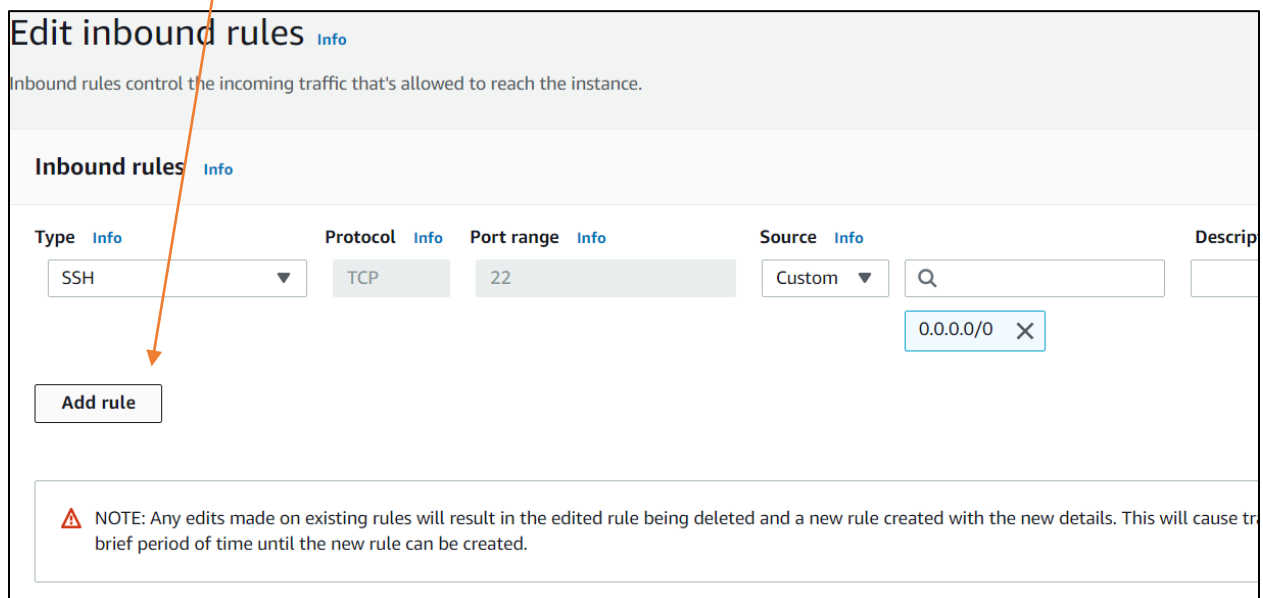 Edit inbound rules Info
Inbound rules control the incoming traffic that's allowed to reach the instance.
Inbound rules Info
Type Info Protocol Info Port range Info Source Info Descrip
SSH TCP 22 Custom
0.0.0.0/0
Add rule
NOTE: Any edits made on existing rules will result in the edited rule being deleted and a new rule created with the new details. This will cause tr
brief period of time until the new rule can be created.